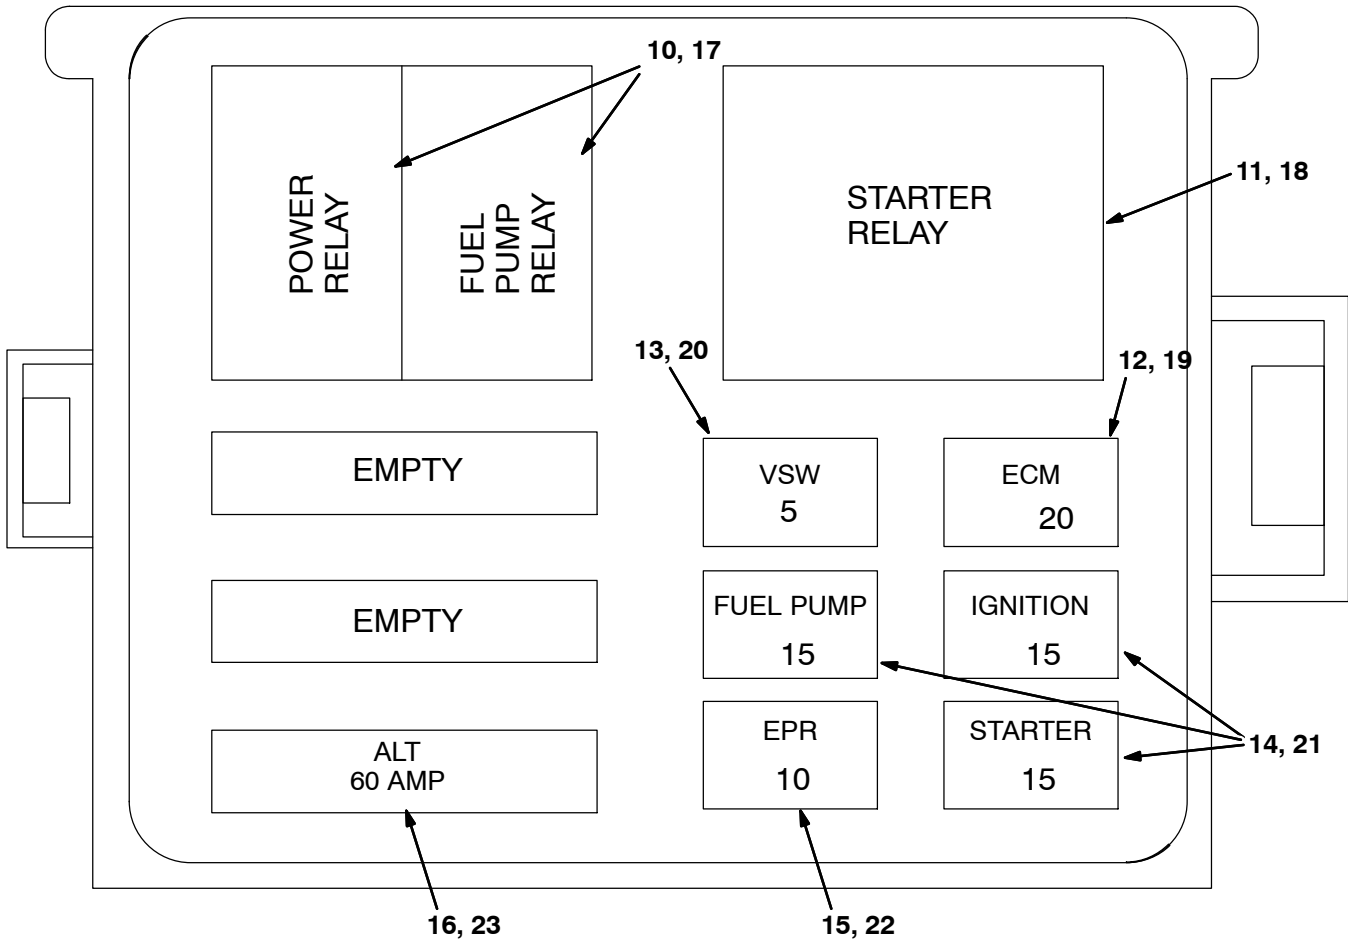 10, 17
11, 18
POWER
RELAY
FUEL
PUMP
RELAY
STARTER
RELAY
13, 20
12, 19
EMPTY
VSW
5
ECM
20
EMPTY
FUEL PUMP
15
IGNITION
15
14, 21
ALT
60 AMP
EPR
10
STARTER
15
16, 23
15, 22